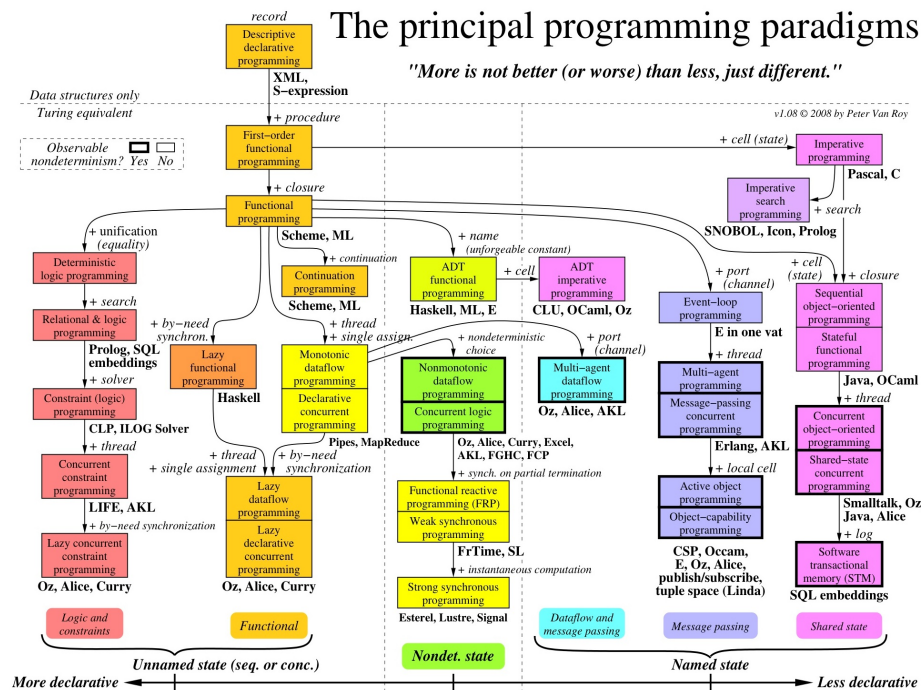 The principal programming paradigms
"More is not better (or worse) than less, just different."
v1.08 © 2008 by Peter Van Roy
record
Descriptive
declarative
programming
XML,
S−expression
Data structures only
Turing equivalent
+ procedure
Observable
nondeterminism?
Yes
No
First−order
functional
programming
+ cell (state)
Imperative
programming
Pascal, C
+ search
Imperative
search
programming
SNOBOL, Icon, Prolog
+ closure
Functional
programming
Scheme, ML
+ unification
(equality)
Deterministic
logic programming
+ search
Relational & logic
programming
Prolog, SQL
embeddings
+ solver
Constraint (logic)
programming
CLP, ILOG Solver
+ thread
Concurrent
constraint
programming
LIFE, AKL
+ by−need synchronization
Lazy concurrent
constraint
programming
Oz, Alice, Curry
+ continuation
Continuation
programming
Scheme, ML
+ by−need
synchron.
Lazy
functional
programming
Haskell
+ thread
+ single assignment
+ thread
+ single assign.
Monotonic
dataflow
programming
Declarative
concurrent
programming
Pipes, MapReduce
+ by−need
synchronization
Lazy
dataflow
programming
Lazy
declarative
concurrent
programming
Oz, Alice, Curry
+ name
(unforgeable constant)
ADT
functional
programming
Haskell, ML, E
+ cell
ADT
imperative
programming
CLU, OCaml, Oz
+ nondeterministic
choice
Nonmonotonic
dataflow
programming
Concurrent logic
programming
Oz, Alice, Curry, Excel,
AKL, FGHC, FCP
+ synch. on partial termination
Functional reactive
programming (FRP)
Weak synchronous
programming
FrTime, SL
+ instantaneous computation
Strong synchronous
programming
Esterel, Lustre, Signal
+ port
(channel)
Multi−agent
dataflow
programming
Oz, Alice, AKL
+ port
(channel)
Event−loop
programming
E in one vat
+ thread
Multi−agent
programming
Message−passing
concurrent
programming
Erlang, AKL
+ local cell
Active object
programming
Object−capability
programming
CSP, Occam,
E, Oz, Alice,
publish/subscribe,
tuple space (Linda)
+ cell
(state)
+ closure
Sequential
object−oriented
programming
Stateful
functional
programming
Java, OCaml
+ thread
Concurrent
object−oriented
programming
Shared−state
concurrent
programming
Smalltalk, Oz
Java, Alice
+ log
Software
transactional
memory (STM)
SQL embeddings
Logic and
constraints
Functional
Dataflow and
message passing
Message passing
Shared state
Unnamed state (seq. or conc.)
Nondet. state
Named state
More declarative
Less declarative